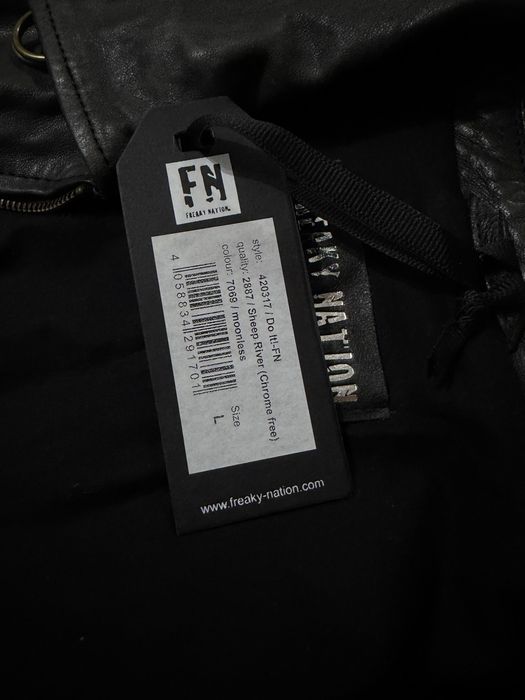 FN
FREAKY NATION
style: 420317 / Do It!-FN
quality: 2887 / Sheep River (Chrome free)
colour: 7069 / moonless
Size
L
4 058834 291701
www.freaky-nation.com
NATION